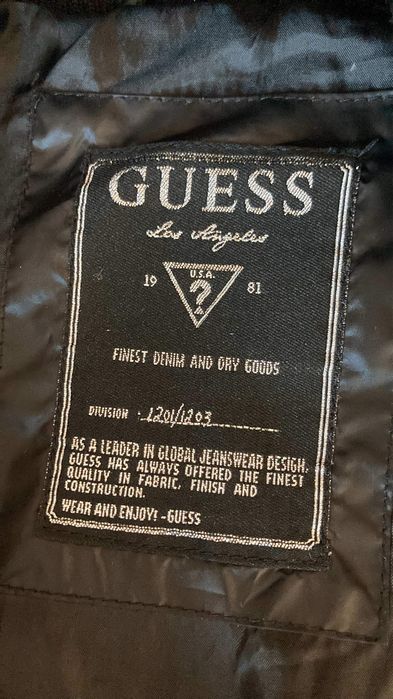 GUESS
Los Angeles
U.S.A.
19 ? 81
FINEST DENIM AND DRY GOODS
DIVISION : 1201/1203
AS A LEADER IN GLOBAL JEANSWEAR DESIGN.
GUESS HAS ALWAYS OFFERED THE FINEST
QUALITY IN FABRIC, FINISH AND
CONSTRUCTION.
WEAR AND ENJOY! -GUESS